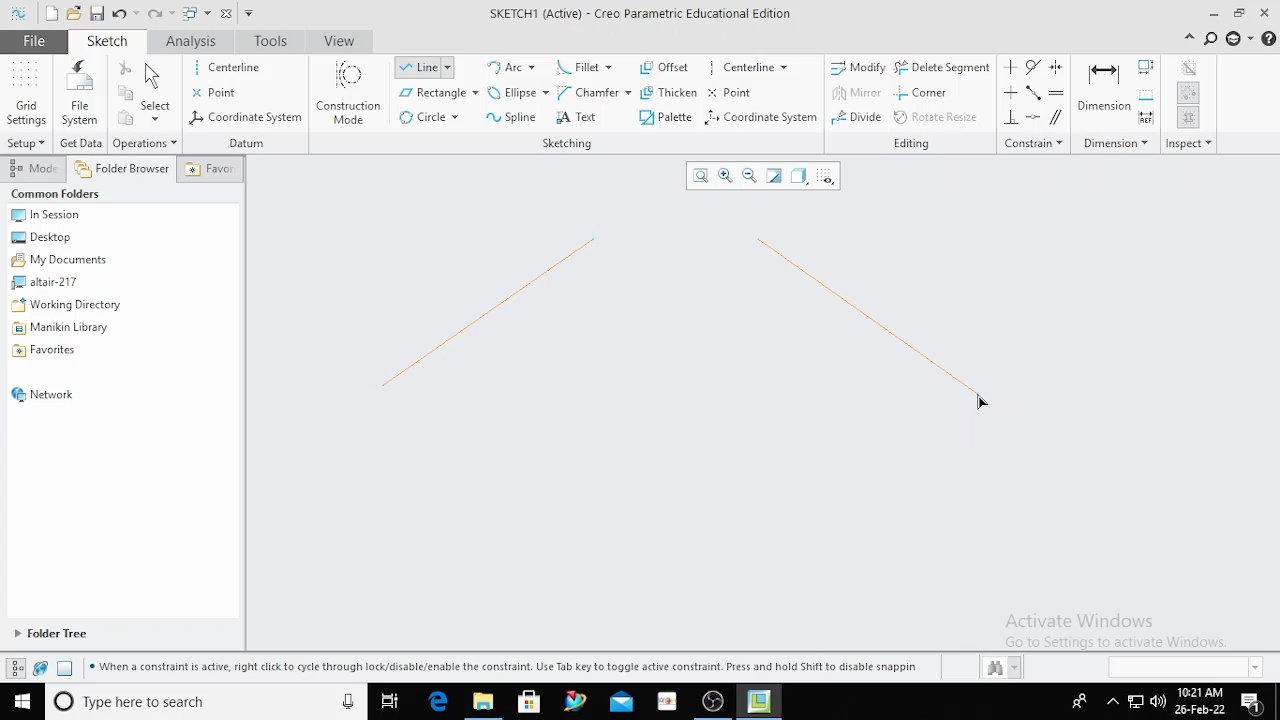 SKETCH1 (Active) - Creo Parametric Educational Edition
File Sketch Analysis Tools View
Grid Settings
File System
Select
Centerline
Point
Coordinate System
Construction Mode
Line Arc Fillet Offset Centerline
Rectangle Ellipse Chamfer Thicken Point
Circle Spline Text Palette Coordinate System
Modify Delete Segment
Mirror Corner
Divide Rotate Resize
Dimension
REF
Setup Get Data Operations Datum Sketching Editing Constrain Dimension Inspect
Mode Folder Browser Favor
Common Folders
In Session
Desktop
My Documents
altair-217
Working Directory
Manikin Library
Favorites
Network
Folder Tree
Activate Windows
Go to Settings to activate Windows.
• When a constraint is active, right click to cycle through lock/disable/enable the constraint. Use Tab key to toggle active constraint. Press and hold Shift to disable snappin
Type here to search
10:21 AM
26-Feb-22
1